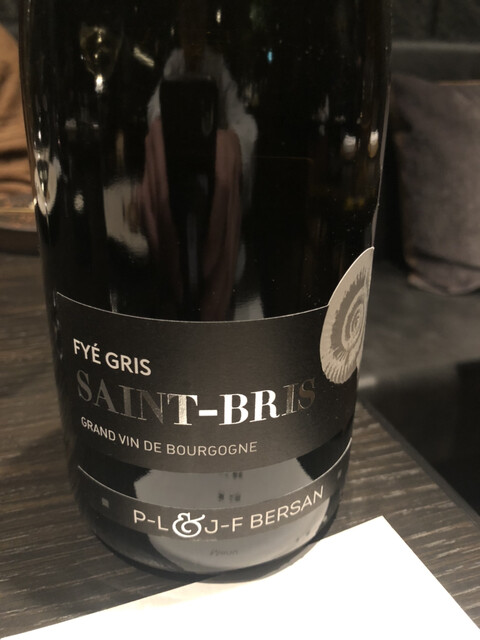 FYÉ GRIS
SAINT-BRIS
GRAND VIN DE BOURGOGNE
P-L & J-F BERSAN